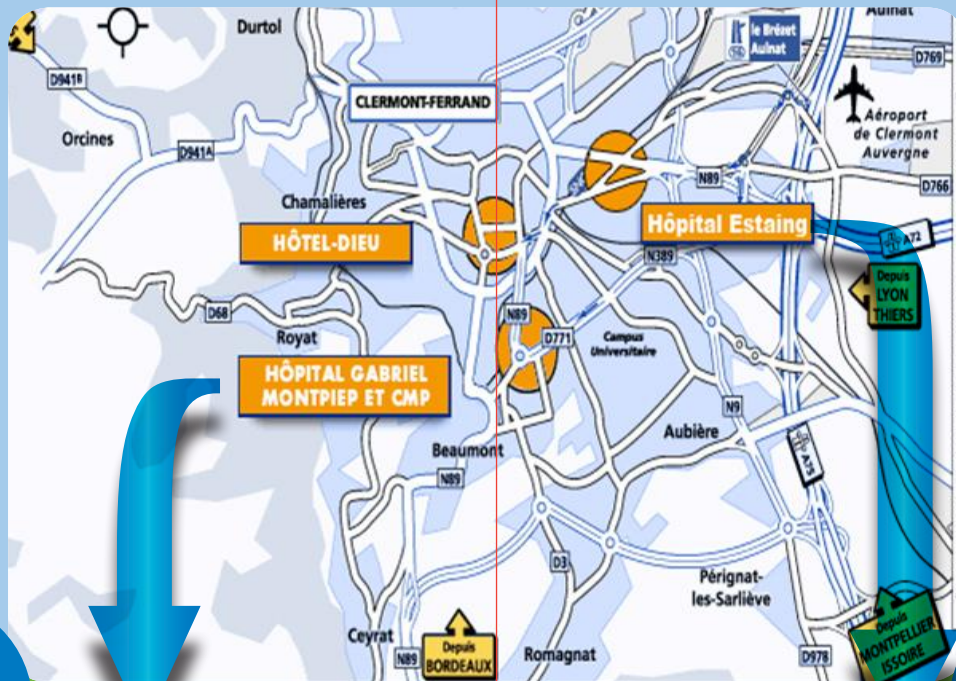 Durtol
Aulnat
le Brézet
Aulnat
D769
D941B
CLERMONT-FERRAND
Aéroport
de Clermont
Auvergne
Orcines
D941A
N89
D766
Chamalières
Hôpital Estaing
HÔTEL-DIEU
A72
N389
Depuis
LYON
THIERS
D68
N89
Royat
D771
Campus
Universitaire
HÔPITAL GABRIEL
MONTPIEP ET CMP
N9
Aubière
Beaumont
A75
N89
D3
Pérignat-
les-Sarliève
Ceyrat
Depuis
BORDEAUX
N89
Romagnat
D978
Depuis
MONTPELLIER
ISSOIRE